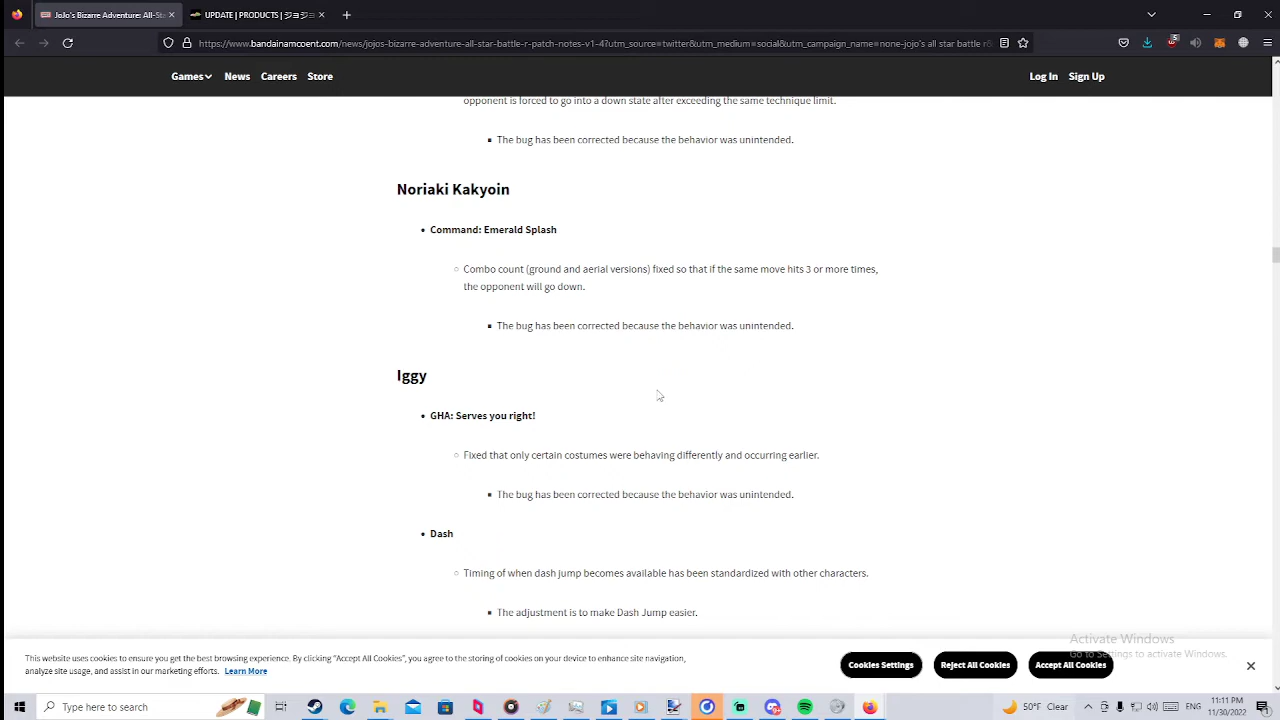 JoJo's Bizarre Adventure: All-Sta
UPDATE | PRODUCTS |
https://www.bandainamcoent.com/news/jojos-bizarre-adventure-all-star-battle-r-patch-notes-v1-4?utm_source=twitter&utm_medium=social&utm_campaign_name=none-jojo's all star battle r
Games
News
Careers
Store
Log In
Sign Up
opponent is forced to go into a down state after exceeding the same technique limit.
The bug has been corrected because the behavior was unintended.
Noriaki Kakyoin
Command: Emerald Splash
Combo count (ground and aerial versions) fixed so that if the same move hits 3 or more times,
the opponent will go down.
The bug has been corrected because the behavior was unintended.
Iggy
GHA: Serves you right!
Fixed that only certain costumes were behaving differently and occurring earlier.
The bug has been corrected because the behavior was unintended.
Dash
Timing of when dash jump becomes available has been standardized with other characters.
The adjustment is to make Dash Jump easier.
Activate Windows
Go to Settings to activate Windows.
This website uses cookies to ensure you get the best browsing experience. By clicking "Accept All Cookies", you agree to the storing of cookies on your device to enhance site navigation,
analyze site usage, and assist in our marketing efforts. Learn More
Cookies Settings
Reject All Cookies
Accept All Cookies
Type here to search
50°F Clear
ENG
11:11 PM
11/30/2022